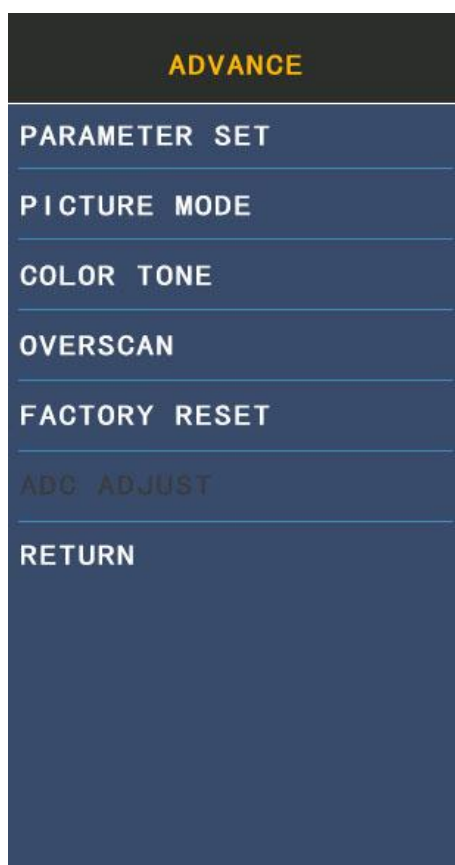 ADVANCE
PARAMETER SET
PICTURE MODE
COLOR TONE
OVERSCAN
FACTORY RESET
ADC ADJUST
RETURN